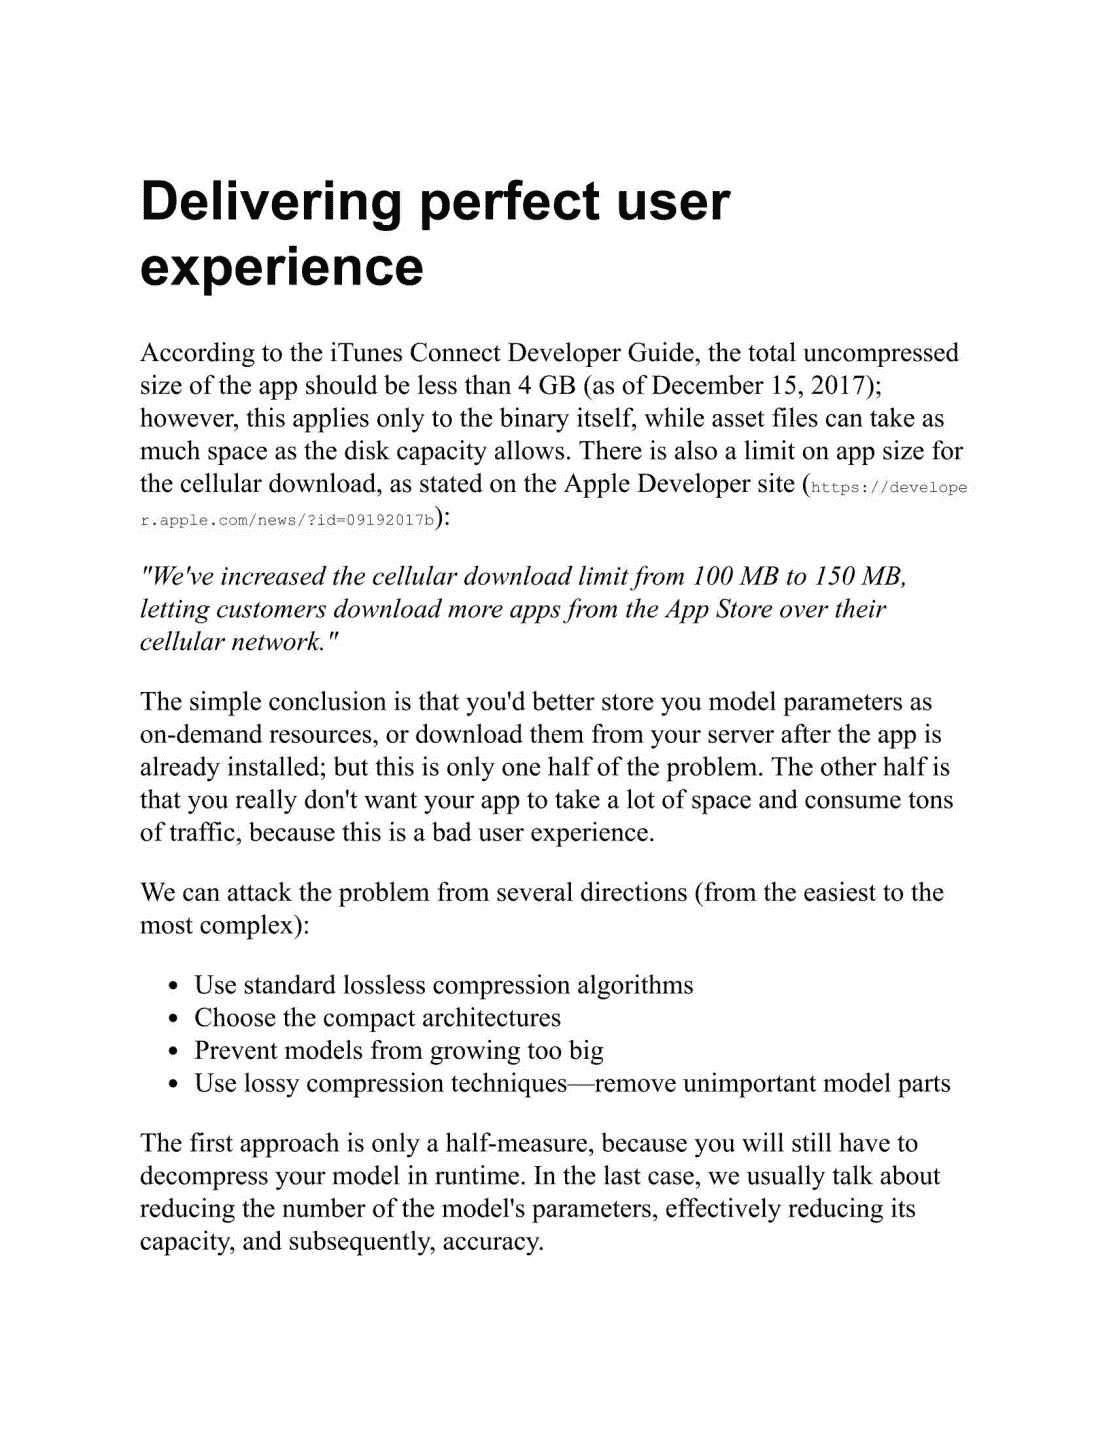 Delivering perfect user
experience
According to the iTunes Connect Developer Guide, the total uncompressed
size of the app should be less than 4 GB (as of December 15, 2017);
however, this applies only to the binary itself, while asset files can take as
much space as the disk capacity allows. There is also a limit on app size for
the cellular download, as stated on the Apple Developer site (https://develope
r.apple.com/news/?id=09192017b):
"We've increased the cellular download limit from 100 MB to 150 MB,
letting customers download more apps from the App Store over their
cellular network."
The simple conclusion is that you'd better store you model parameters as
on-demand resources, or download them from your server after the app is
already installed; but this is only one half of the problem. The other half is
that you really don't want your app to take a lot of space and consume tons
of traffic, because this is a bad user experience.
We can attack the problem from several directions (from the easiest to the
most complex):
• Use standard lossless compression algorithms
• Choose the compact architectures
• Prevent models from growing too big
• Use lossy compression techniques—remove unimportant model parts
The first approach is only a half-measure, because you will still have to
decompress your model in runtime. In the last case, we usually talk about
reducing the number of the model's parameters, effectively reducing its
capacity, and subsequently, accuracy.